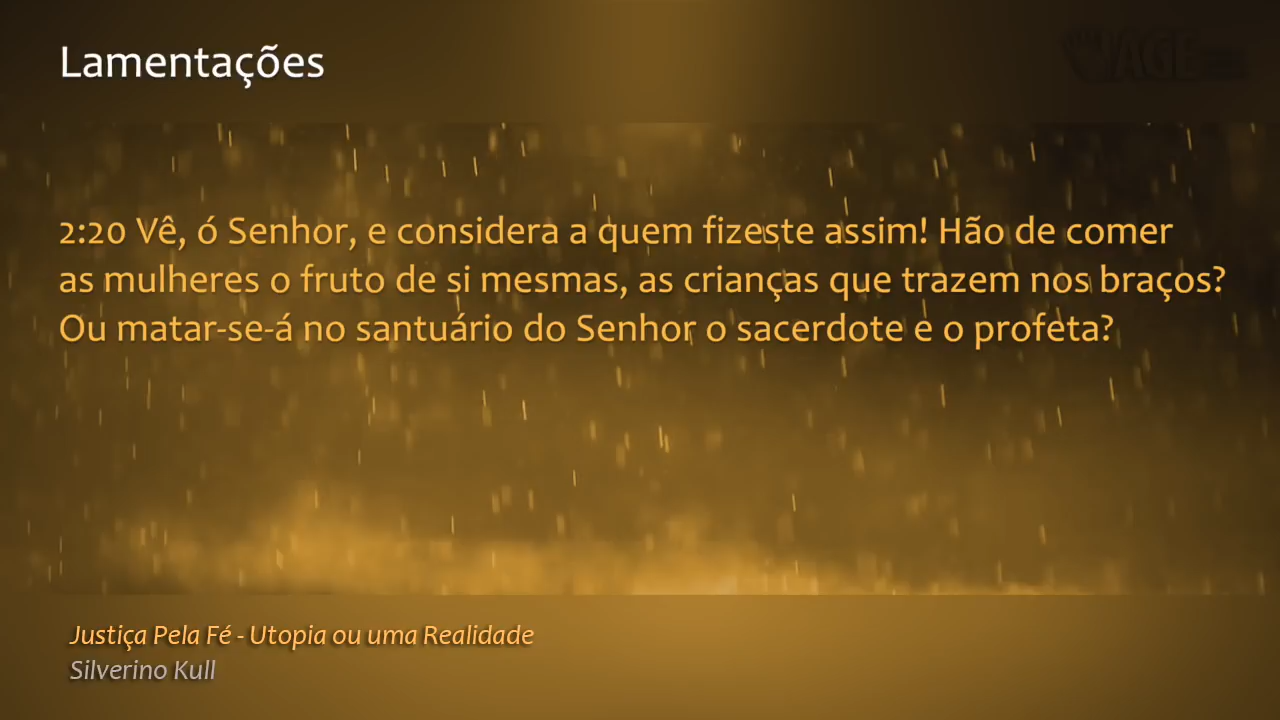 Lamentações
2:20 Vê, ó Senhor, e considera a quem fizeste assim! Hão de comer
as mulheres o fruto de si mesmas, as crianças que trazem nos braços?
Ou matar-se-á no santuário do Senhor o sacerdote e o profeta?
Justiça Pela Fé - Utopia ou uma Realidade
Silverino Kull